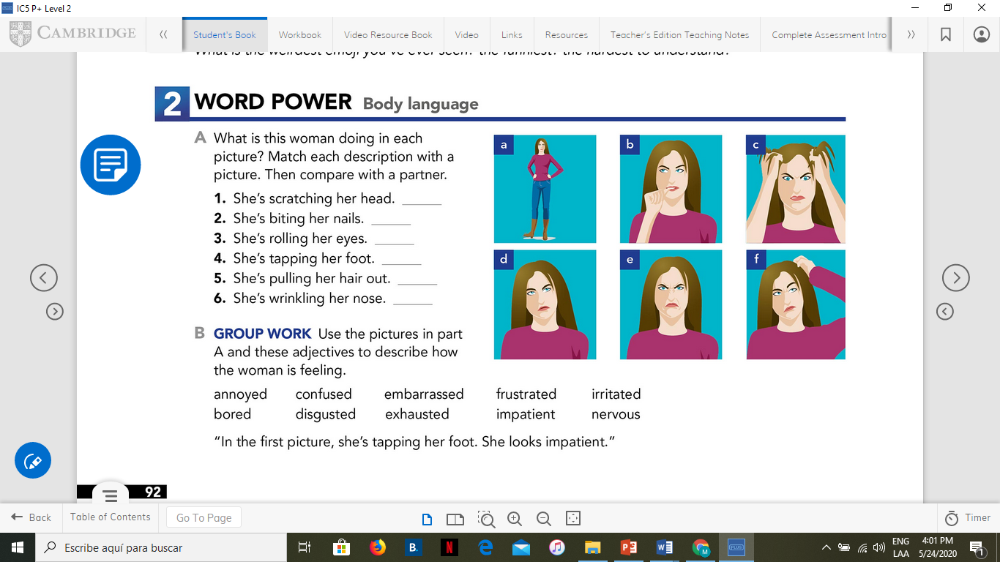 IC5 P+ Level 2
CAMBRIDGE
Student's Book
Workbook
Video Resource Book
Video
Links
Resources
Teacher's Edition Teaching Notes
Complete Assessment Intro
What is the weirdest emoji you've ever seen? the funniest? the hardest to understand?
2 WORD POWER Body language
A What is this woman doing in each
picture? Match each description with a
picture. Then compare with a partner.
1. She's scratching her head. ______
2. She's biting her nails. ______
3. She's rolling her eyes. ______
4. She's tapping her foot. ______
5. She's pulling her hair out. ______
6. She's wrinkling her nose. ______
a
b
c
d
e
f
B GROUP WORK Use the pictures in part
A and these adjectives to describe how
the woman is feeling.
annoyed confused embarrassed frustrated irritated
bored disgusted exhausted impatient nervous
"In the first picture, she's tapping her foot. She looks impatient."
92
Back
Table of Contents
Go To Page
Timer
Escribe aquí para buscar
B.
N
PLUS
ENG
LAA
4:01 PM
5/24/2020
1